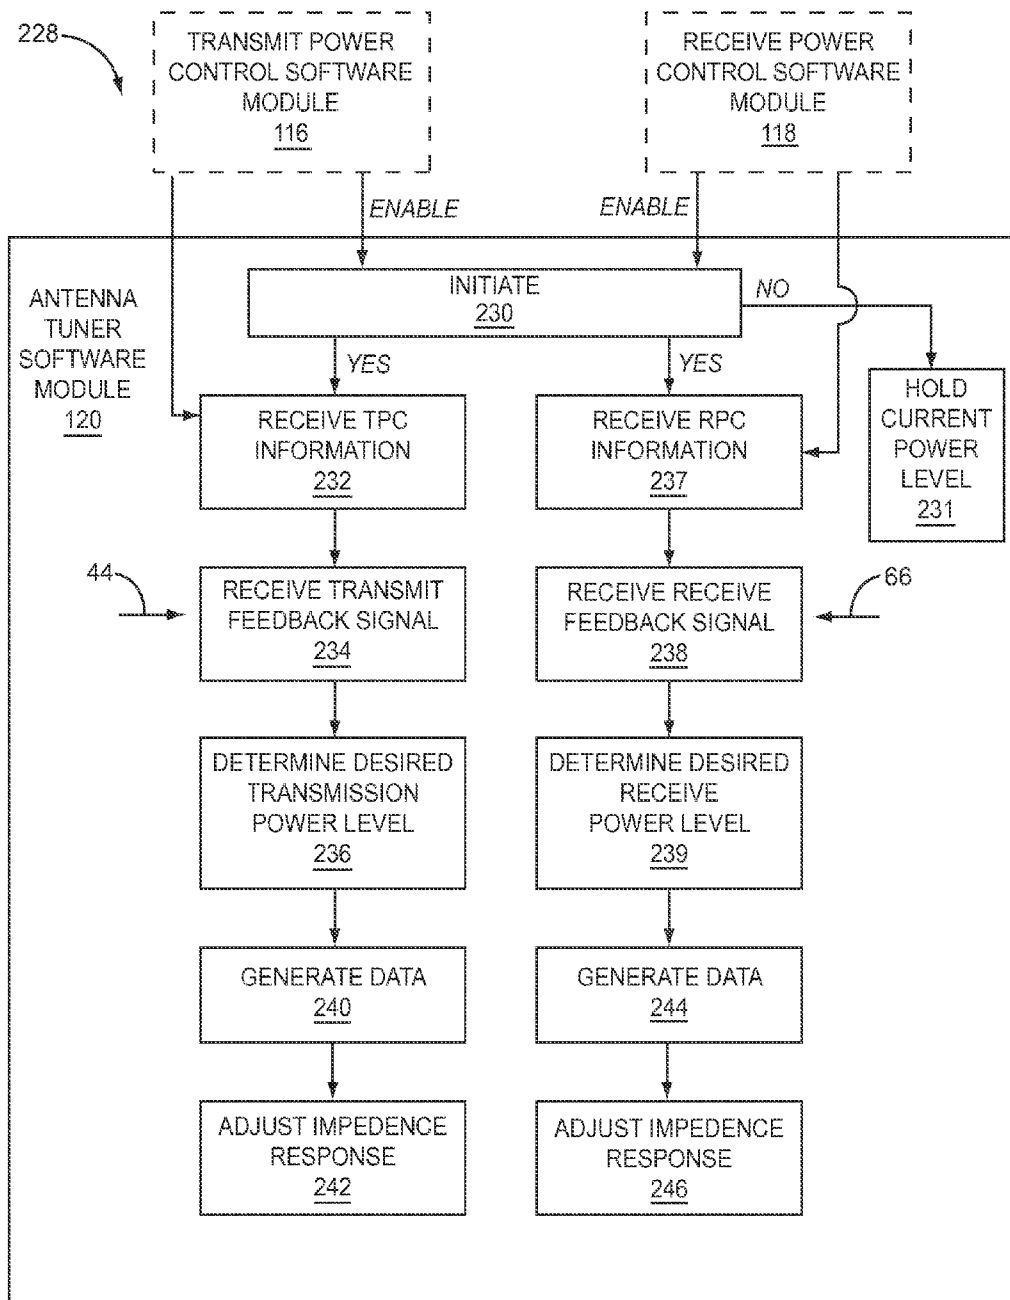 228
TRANSMIT POWER
CONTROL SOFTWARE
MODULE
116
RECEIVE POWER
CONTROL SOFTWARE
MODULE
118
ENABLE
ENABLE
ANTENNA
TUNER
SOFTWARE
MODULE
120
INITIATE
230
NO
YES
YES
HOLD
CURRENT
POWER
LEVEL
231
RECEIVE TPC
INFORMATION
232
RECEIVE RPC
INFORMATION
237
44
RECEIVE TRANSMIT
FEEDBACK SIGNAL
234
RECEIVE RECEIVE
FEEDBACK SIGNAL
238
66
DETERMINE DESIRED
TRANSMISSION
POWER LEVEL
236
DETERMINE DESIRED
RECEIVE
POWER LEVEL
239
GENERATE DATA
240
GENERATE DATA
244
ADJUST IMPEDENCE
RESPONSE
242
ADJUST IMPEDENCE
RESPONSE
246